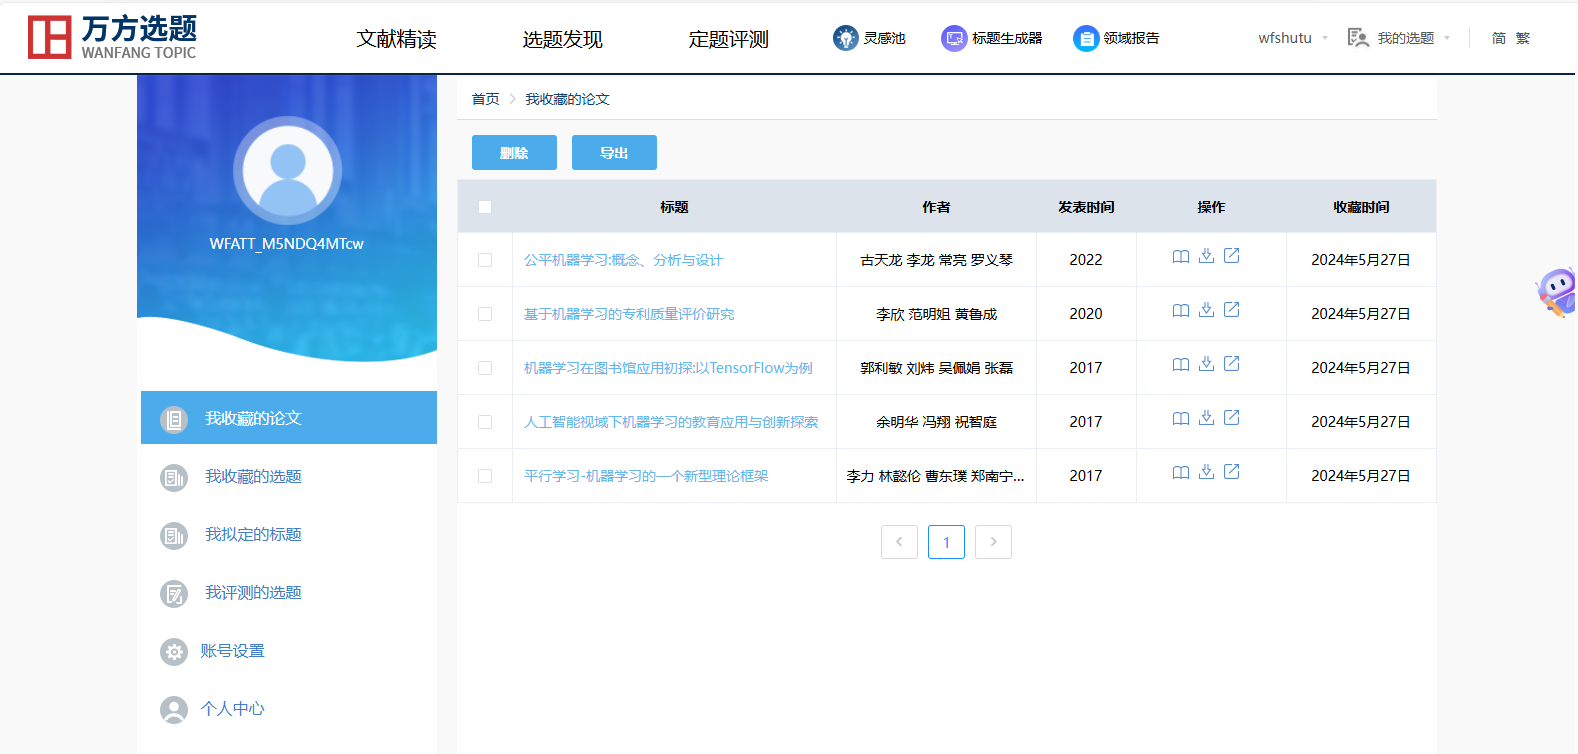 万方选题
WANFANG TOPIC
文献精读 选题发现 定题评测 灵感池 标题生成器 领域报告 wfshutu 我的选题 简 繁
WFATT_M5NDQ4MTcw
我收藏的论文
我收藏的选题
我拟定的标题
我评测的选题
账号设置
个人中心
首页 > 我收藏的论文
删除 导出
标题 作者 发表时间 操作 收藏时间
公平机器学习:概念、分析与设计 古天龙 李龙 常亮 罗义琴 2022 2024年5月27日
基于机器学习的专利质量评价研究 李欣 范明姐 黄鲁成 2020 2024年5月27日
机器学习在图书馆应用初探:以TensorFlow为例 郭利敏 刘炜 吴佩娟 张磊 2017 2024年5月27日
人工智能视域下机器学习的教育应用与创新探索 余明华 冯翔 祝智庭 2017 2024年5月27日
平行学习-机器学习的一个新型理论框架 李力 林懿伦 曹东璞 郑南宁... 2017 2024年5月27日
< 1 >